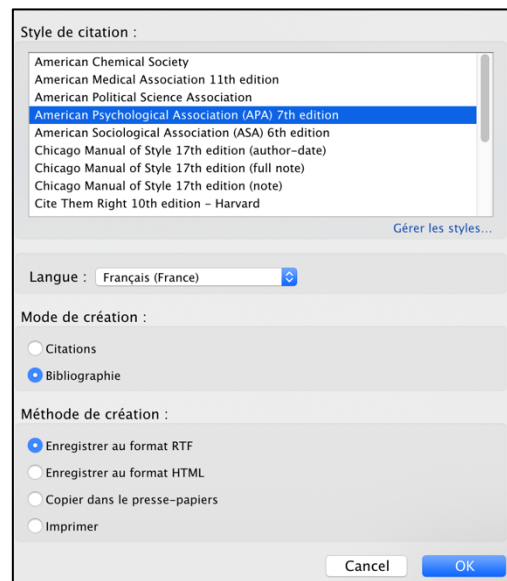 Style de citation :
American Chemical Society
American Medical Association 11th edition
American Political Science Association
American Psychological Association (APA) 7th edition
American Sociological Association (ASA) 6th edition
Chicago Manual of Style 17th edition (author-date)
Chicago Manual of Style 17th edition (full note)
Chicago Manual of Style 17th edition (note)
Cite Them Right 10th edition – Harvard
Gérer les styles...
Langue : Français (France)
Mode de création :
Citations
Bibliographie
Méthode de création :
Enregistrer au format RTF
Enregistrer au format HTML
Copier dans le presse-papiers
Imprimer
Cancel OK